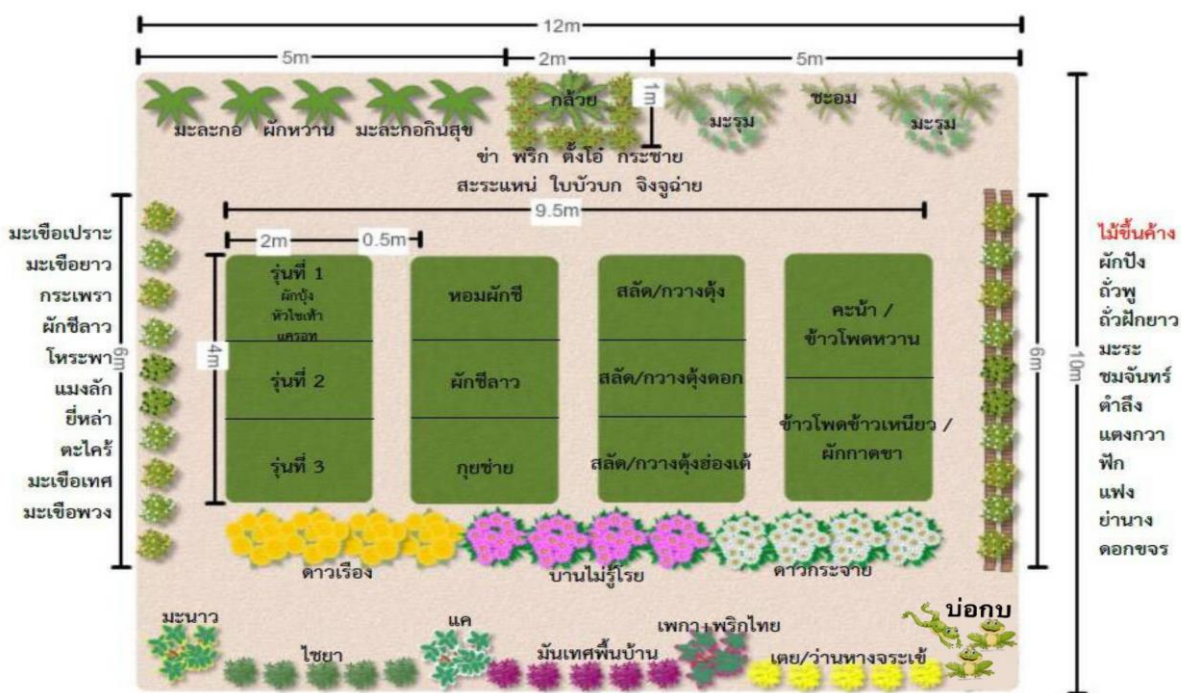 12m
5m
2m
5m
กล้วย
1m
ชะอม
มะละกอ ผักหวาน มะละกอกินสุข
มะรุม
มะรุม
ข่า พริก ตั้งโอ๋ กระชาย
สะระแหน่ ใบบัวบก จิงจูฉ่าย
9.5m
2m
0.5m
มะเขือเปราะ
มะเขือยาว
กระเพรา
ผักชีลาว
โหระพา
แมงลัก
ยี่หล่า
ตะไคร้
มะเขือเทศ
มะเขือพวง
6m
4m
รุ่นที่ 1
ผักบุ้ง
หัวไชเท้า
แครอท
รุ่นที่ 2
รุ่นที่ 3
หอมผักชี
ผักชีลาว
กุยช่าย
สลัด/กวางตุ้ง
สลัด/กวางตุ้งดอก
สลัด/กวางตุ้งฮ่องเต้
คะน้า /
ข้าวโพดหวาน
ข้าวโพดข้าวเหนียว /
ผักกาดขา
6m
10m
ไม้ขึ้นค้าง
ผักปัง
ถั่วพู
ถั่วฝักยาว
มะระ
ชมจันทร์
ตำลึง
แตงกวา
ฟัก
แฟง
ย่านาง
ดอกขจร
ดาวเรือง
บานไม่รู้โรย
ดาวกระจาย
มะนาว
แค
เพกา+พริกไทย
บ่อกบ
ไชยา
มันเทศพื้นบ้าน
เตย/ว่านหางจระเข้